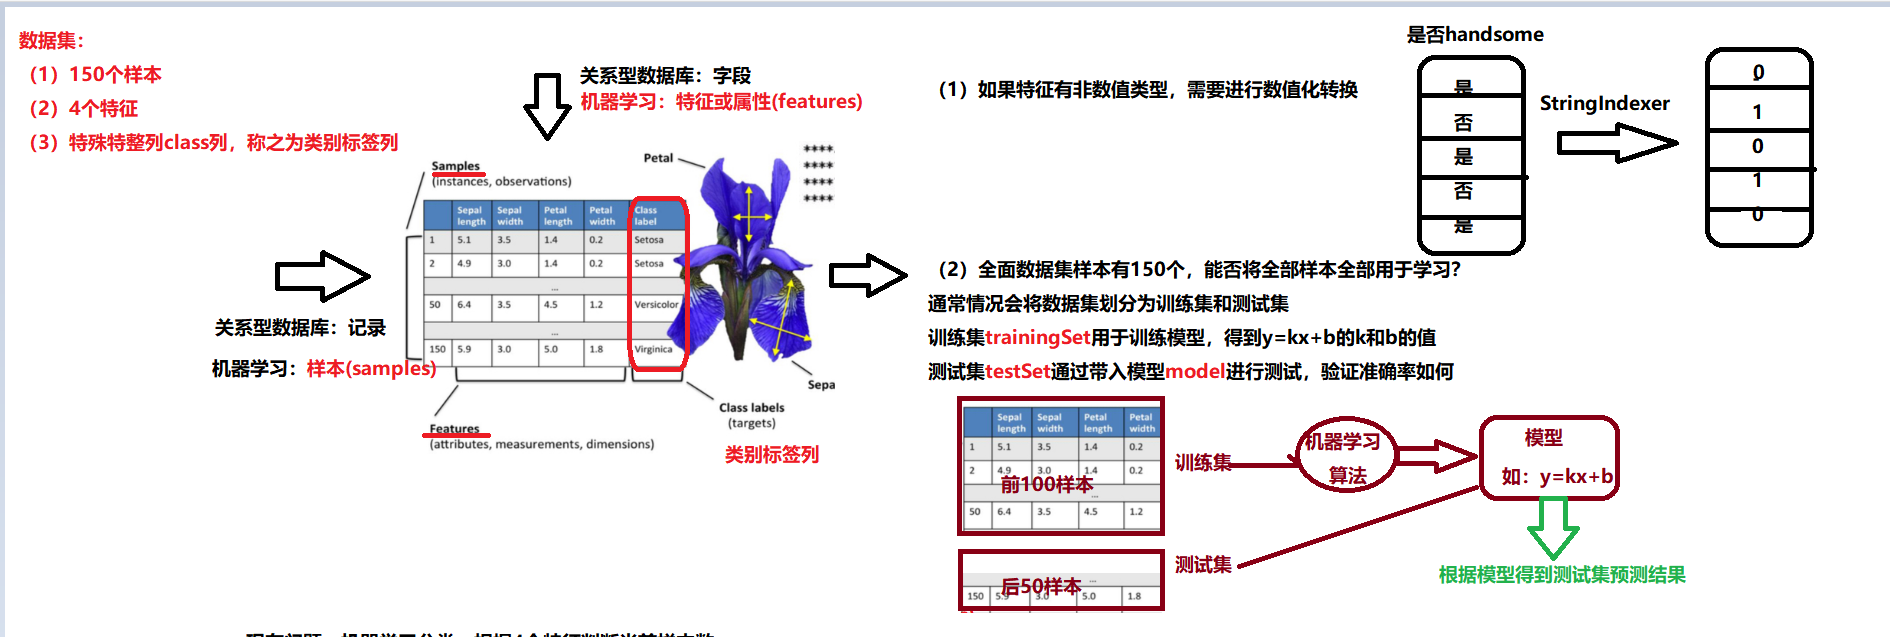 数据集：
（1）150个样本
（2）4个特征
（3）特殊特整列class列，称之为类别标签列
关系型数据库：字段
机器学习：特征或属性(features)
Samples
(instances, observations)
Petal
****
****
****
****
Sepal length Sepal width Petal length Petal width Class label
1 5.1 3.5 1.4 0.2 Setosa
2 4.9 3.0 1.4 0.2 Setosa
...
50 6.4 3.5 4.5 1.2 Versicolor
...
150 5.9 3.0 5.0 1.8 Virginica
关系型数据库：记录
机器学习：样本(samples)
Sepa
Features
(attributes, measurements, dimensions)
Class labels
(targets)
类别标签列
（1）如果特征有非数值类型，需要进行数值化转换
是否handsome
是
否
是
否
是
StringIndexer
0
1
0
1
0
（2）全面数据集样本有150个，能否将全部样本全部用于学习？
通常情况会将数据集划分为训练集和测试集
训练集trainingSet用于训练模型，得到y=kx+b的k和b的值
测试集testSet通过带入模型model进行测试，验证准确率如何
Sepal length Sepal width Petal length Petal width
1 5.1 3.5 1.4 0.2
2 4.9 3.0 1.4 0.2
前100样本
...
50 6.4 3.5 4.5 1.2
训练集
机器学习
算法
模型
如：y=kx+b
...
后50样本
150 5.9 3.0 5.0 1.8
测试集
根据模型得到测试集预测结果